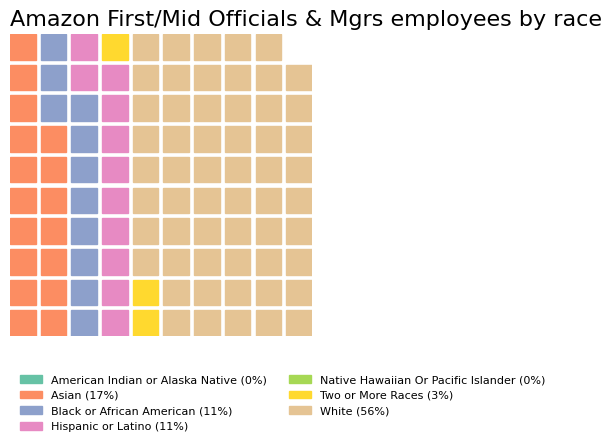 Amazon First/Mid Officials & Mgrs employees by race
American Indian or Alaska Native (0%)
Asian (17%)
Black or African American (11%)
Hispanic or Latino (11%)
Native Hawaiian Or Pacific Islander (0%)
Two or More Races (3%)
White (56%)